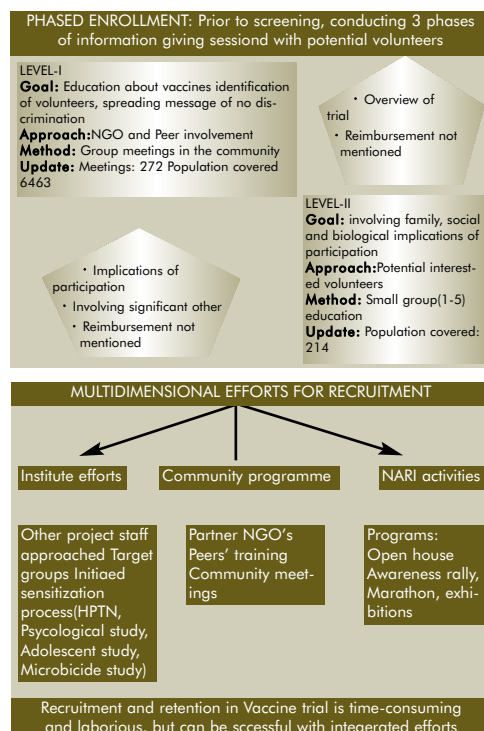 PHASED ENROLLMENT: Prior to screening, conducting 3 phases
of information giving sessiond with potential volunteers
LEVEL-I
Goal: Education about vaccines identification
of volunteers, spreading message of no dis-
crimination
Approach:NGO and Peer involvement
Method: Group meetings in the community
Update: Meetings: 272 Population covered
6463
· Overview of
trial
· Reimbursement not
mentioned
LEVEL-II
Goal: involving family, social
and biological implications of
participation
Approach:Potential interest-
ed volunteers
Method: Small group(1-5)
education
Update: Population covered:
214
· Implications of
participation
· Involving significant other
· Reimbursement not
mentioned
MULTIDIMENSIONAL EFFORTS FOR RECRUITMENT
Institute efforts
Community programme
NARI activities
Other project staff
approached Target
groups Initiaed
sensitization
process(HPTN,
Psycological study,
Adolescent study,
Microbicide study)
Partner NGO's
Peers' training
Community meet-
ings
Programs:
Open house
Awareness rally,
Marathon, exhi-
bitions
Recruitment and retention in Vaccine trial is time-consuming
and laborious, but can be sccessful with integerated efforts